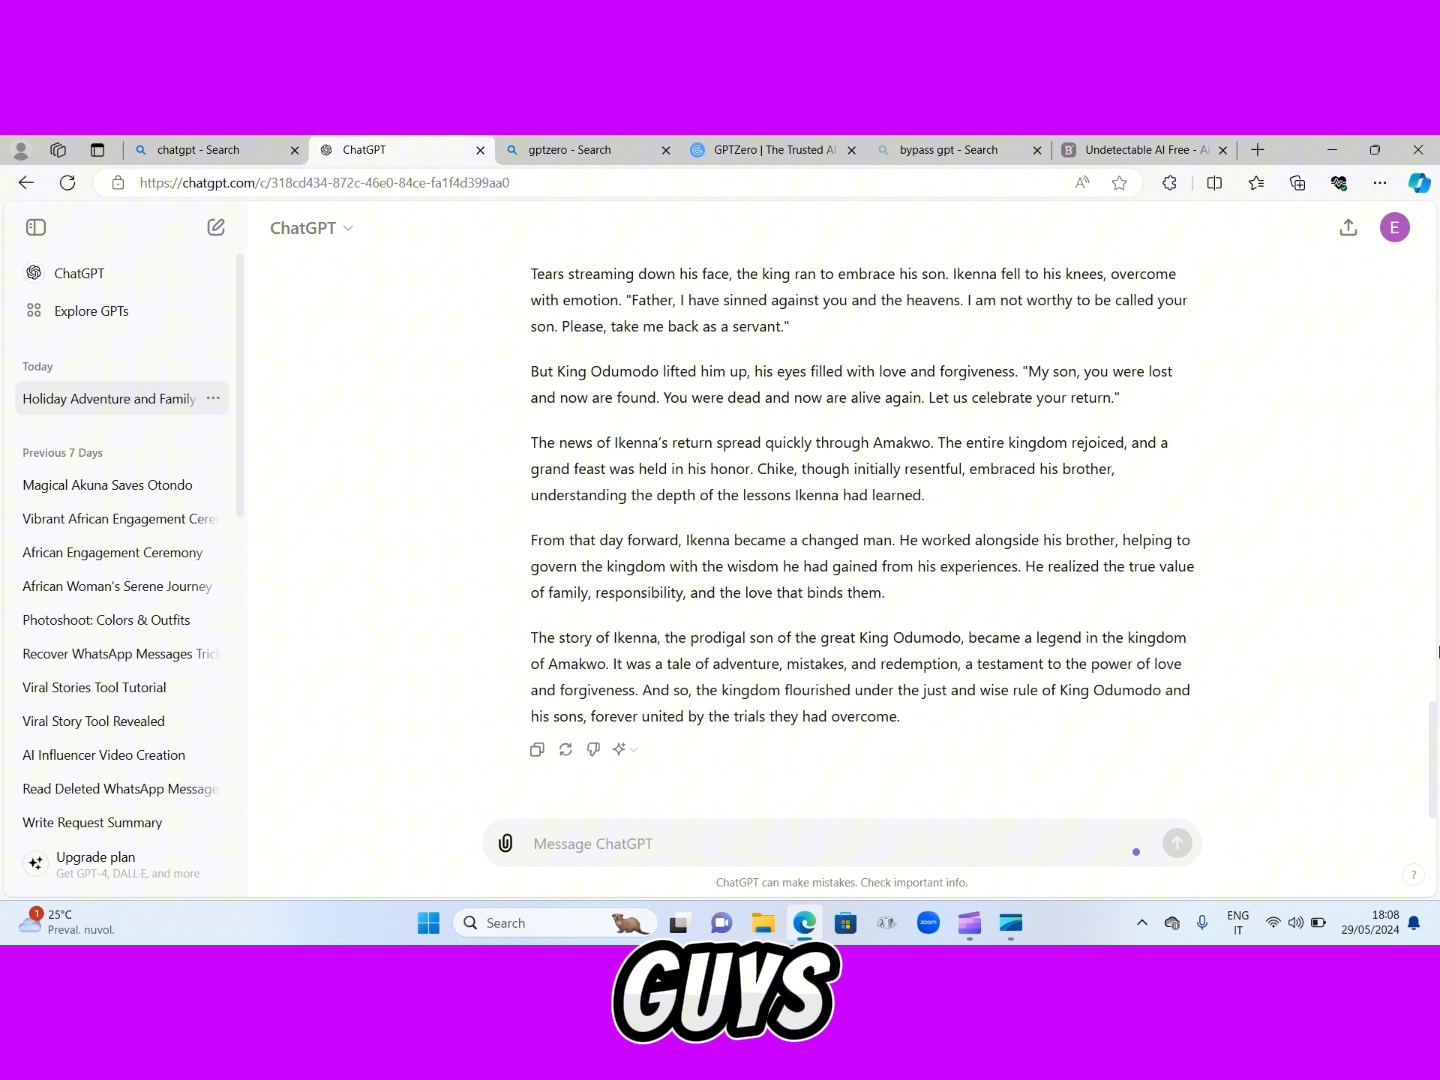 chatgpt - Search
ChatGPT
gptzero - Search
GPTZero | The Trusted AI
bypass gpt - Search
Undetectable AI Free - AI
https://chatgpt.com/c/318cd434-872c-46e0-84ce-fa1f4d399aa0
ChatGPT
E
ChatGPT
Explore GPTs
Today
Holiday Adventure and Family
Previous 7 Days
Magical Akuna Saves Otondo
Vibrant African Engagement Cerer
African Engagement Ceremony
African Woman's Serene Journey
Photoshoot: Colors & Outfits
Recover WhatsApp Messages Trick
Viral Stories Tool Tutorial
Viral Story Tool Revealed
AI Influencer Video Creation
Read Deleted WhatsApp Message
Write Request Summary
Upgrade plan
Get GPT-4, DALL·E, and more
Tears streaming down his face, the king ran to embrace his son. Ikenna fell to his knees, overcome
with emotion. "Father, I have sinned against you and the heavens. I am not worthy to be called your
son. Please, take me back as a servant."
But King Odumodo lifted him up, his eyes filled with love and forgiveness. "My son, you were lost
and now are found. You were dead and now are alive again. Let us celebrate your return."
The news of Ikenna's return spread quickly through Amakwo. The entire kingdom rejoiced, and a
grand feast was held in his honor. Chike, though initially resentful, embraced his brother,
understanding the depth of the lessons Ikenna had learned.
From that day forward, Ikenna became a changed man. He worked alongside his brother, helping to
govern the kingdom with the wisdom he had gained from his experiences. He realized the true value
of family, responsibility, and the love that binds them.
The story of Ikenna, the prodigal son of the great King Odumodo, became a legend in the kingdom
of Amakwo. It was a tale of adventure, mistakes, and redemption, a testament to the power of love
and forgiveness. And so, the kingdom flourished under the just and wise rule of King Odumodo and
his sons, forever united by the trials they had overcome.
Message ChatGPT
ChatGPT can make mistakes. Check important info.
?
1
25°C
Preval. nuvol.
Search
zoom
ENG
IT
18:08
29/05/2024
GUYS